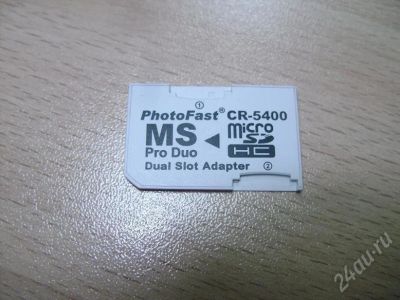 ①
PhotoFast® CR-5400
MS ◄ micro SD HC
Pro Duo
Dual Slot Adapter ②
24au.ru